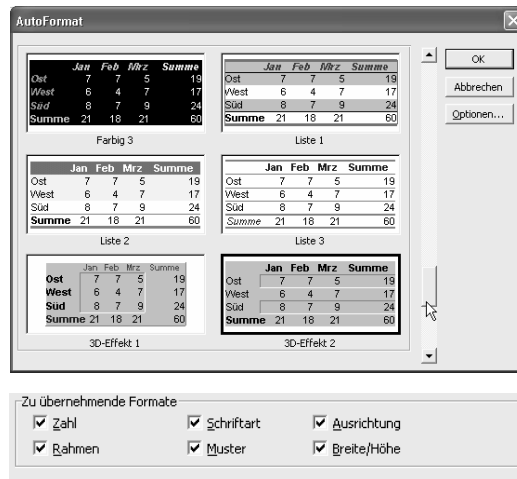 AutoFormat
Jan Feb Mrz Summe
Ost 7 7 5 19
West 6 4 7 17
Süd 8 7 9 24
Summe 21 18 21 60
Farbig 3
Jan Feb Mrz Summe
Ost 7 7 5 19
West 6 4 7 17
Süd 8 7 9 24
Summe 21 18 21 60
Liste 1
OK
Abbrechen
Optionen...
Jan Feb Mrz Summe
Ost 7 7 5 19
West 6 4 7 17
Süd 8 7 9 24
Summe 21 18 21 60
Liste 2
Jan Feb Mrz Summe
Ost 7 7 5 19
West 6 4 7 17
Süd 8 7 9 24
Summe 21 18 21 60
Liste 3
Jan Feb Mrz Summe
Ost 7 7 5 19
West 6 4 7 17
Süd 8 7 9 24
Summe 21 18 21 60
3D-Effekt 1
Jan Feb Mrz Summe
Ost 7 7 5 19
West 6 4 7 17
Süd 8 7 9 24
Summe 21 18 21 60
3D-Effekt 2
Zu übernehmende Formate
Zahl Schriftart Ausrichtung
Rahmen Muster Breite/Höhe